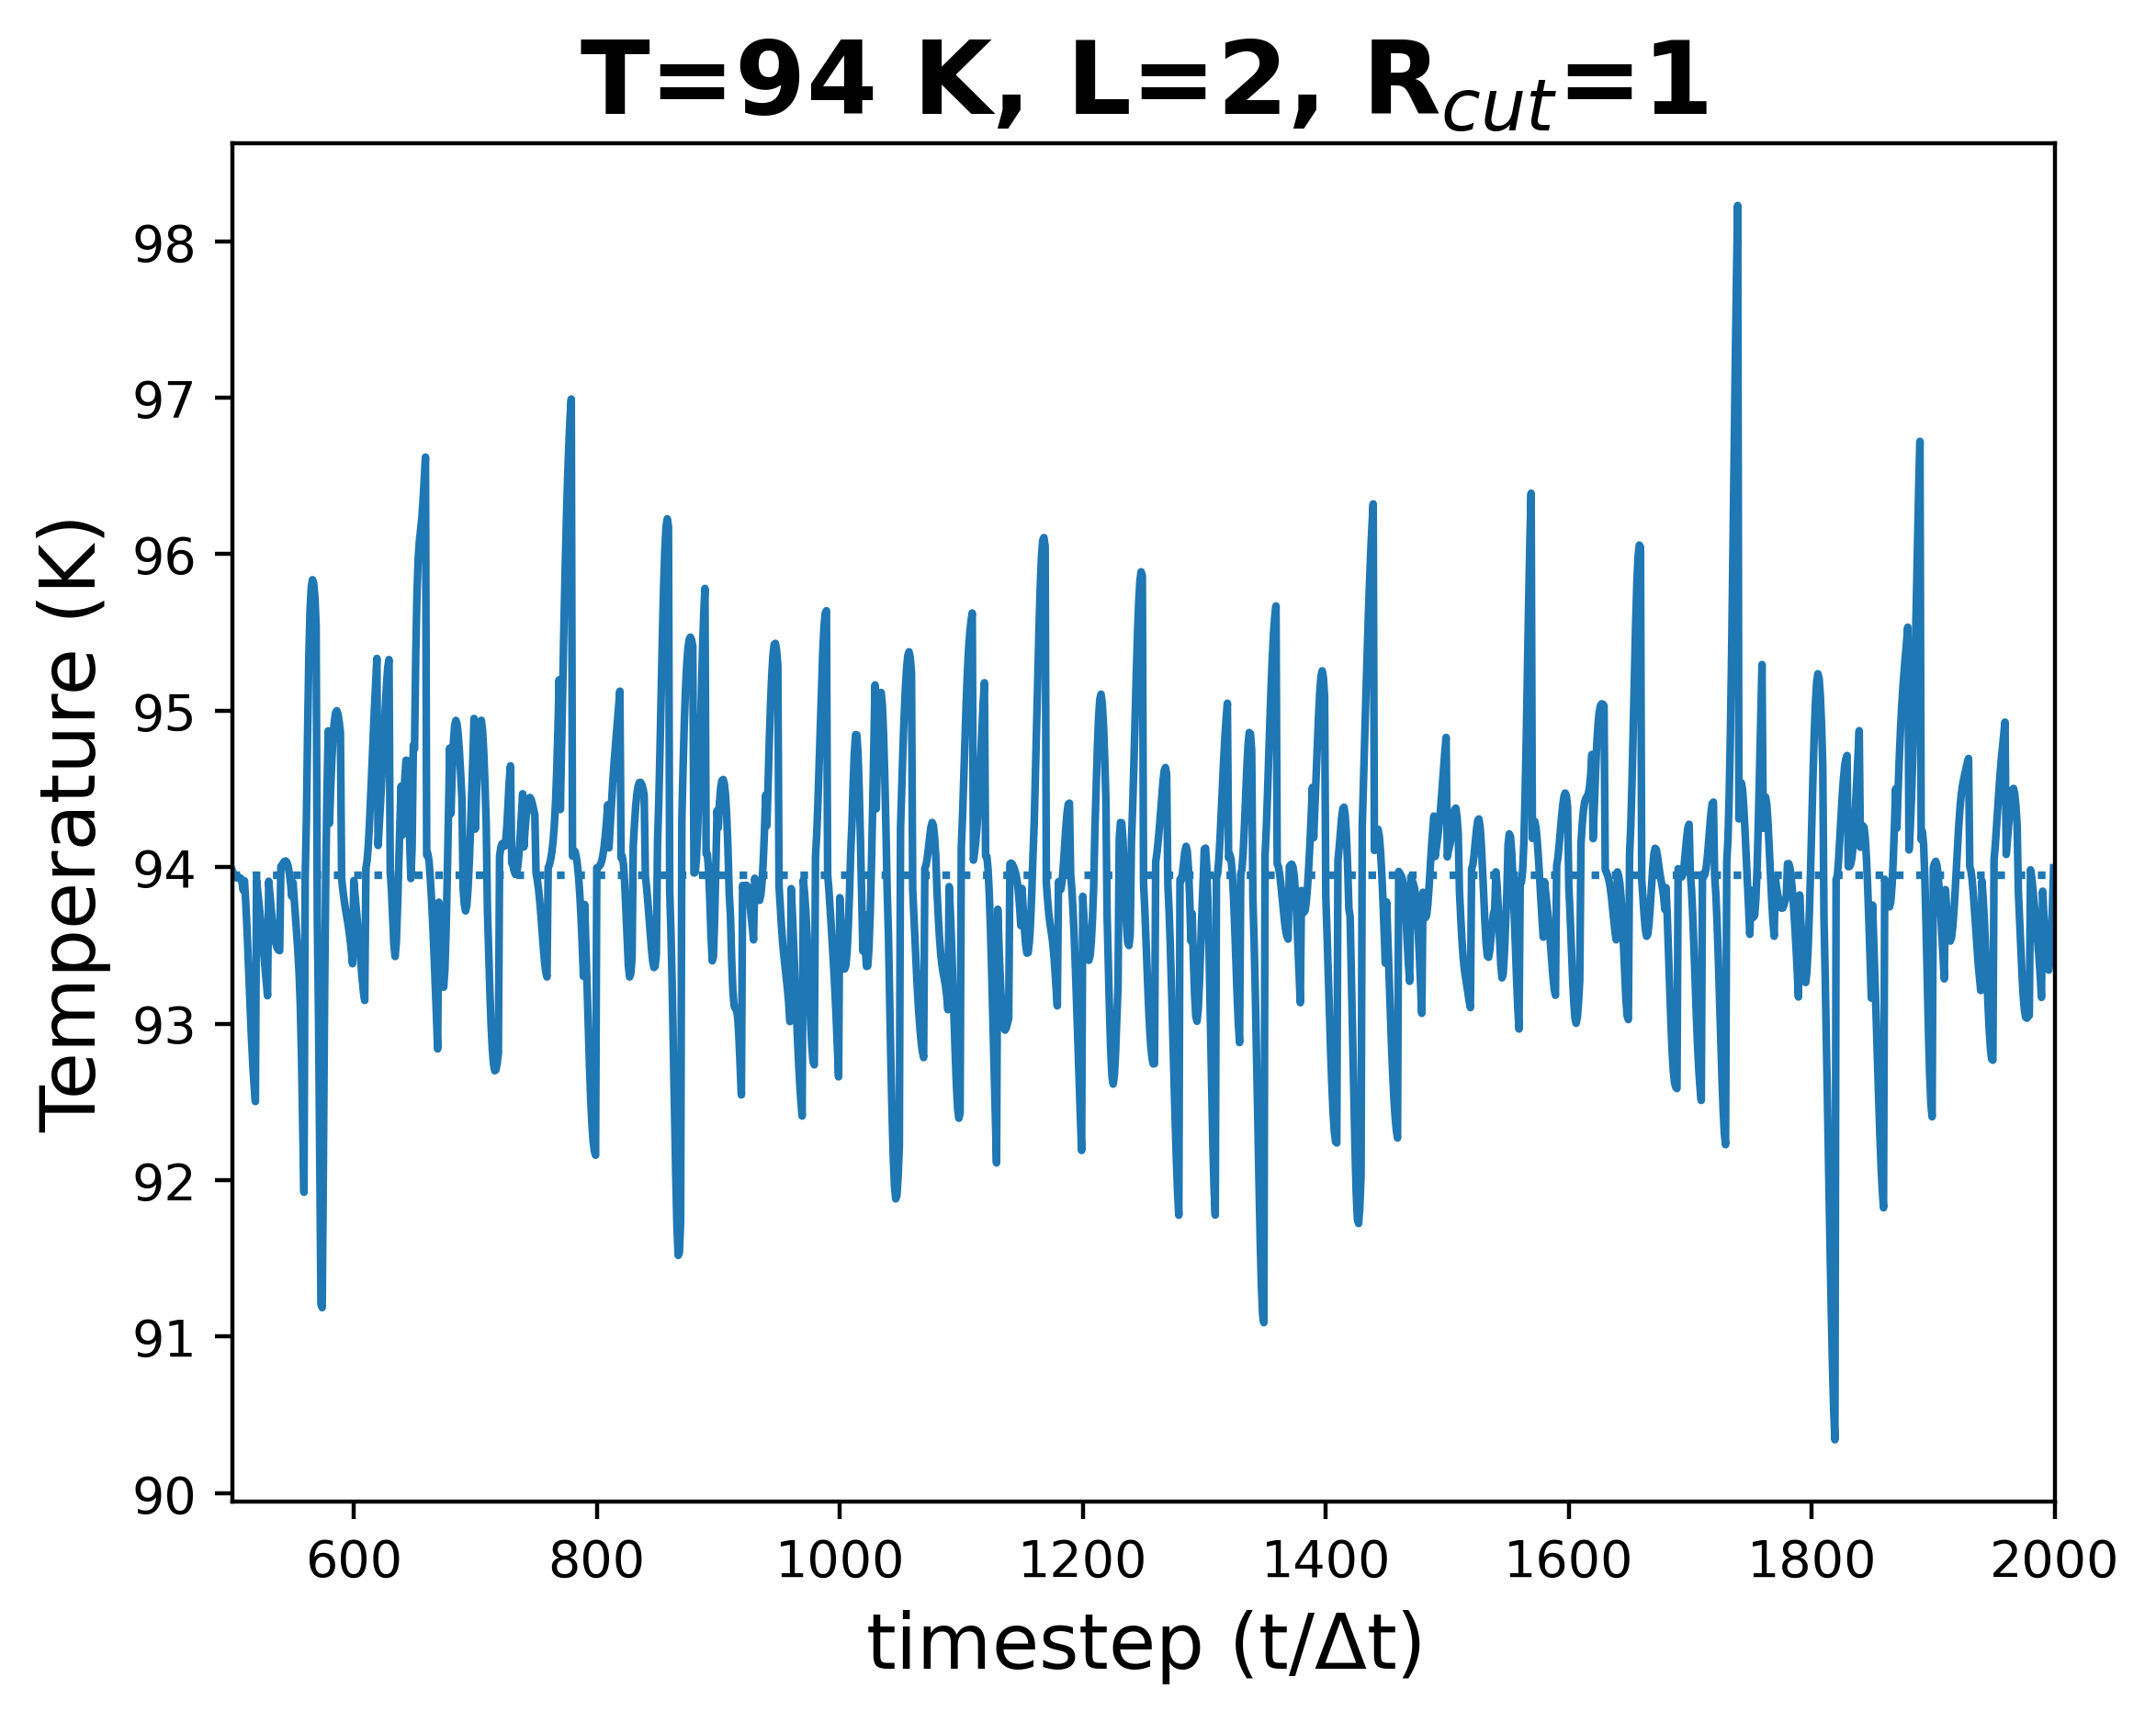 T=94 K, L=2, R_cut=1
98
97
96
95
94
93
92
91
90
Temperature (K)
600 800 1000 1200 1400 1600 1800 2000
timestep (t/Δt)